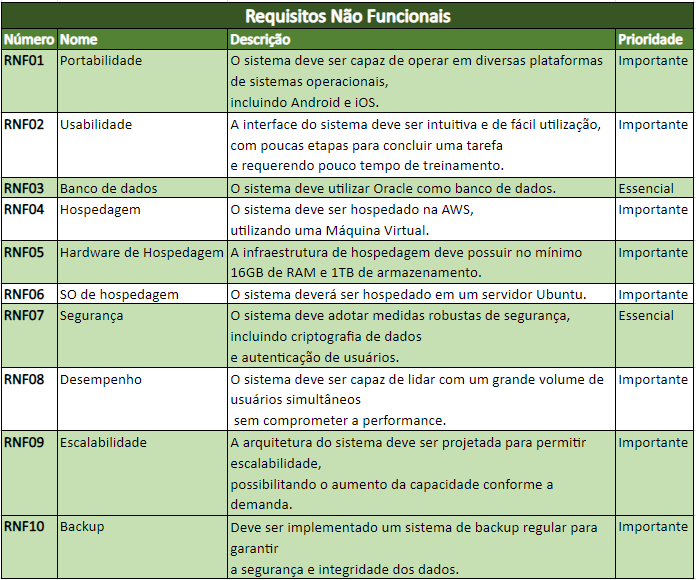 Requisitos Não Funcionais
Número Nome Descrição Prioridade
RNF01 Portabilidade O sistema deve ser capaz de operar em diversas plataformas Importante
de sistemas operacionais,
incluindo Android e iOS.
RNF02 Usabilidade A interface do sistema deve ser intuitiva e de fácil utilização, Importante
com poucas etapas para concluir uma tarefa
e requerendo pouco tempo de treinamento.
RNF03 Banco de dados O sistema deve utilizar Oracle como banco de dados. Essencial
RNF04 Hospedagem O sistema deve ser hospedado na AWS, Importante
utilizando uma Máquina Virtual.
RNF05 Hardware de Hospedagem A infraestrutura de hospedagem deve possuir no mínimo Importante
16GB de RAM e 1TB de armazenamento.
RNF06 SO de hospedagem O sistema deverá ser hospedado em um servidor Ubuntu. Importante
RNF07 Segurança O sistema deve adotar medidas robustas de segurança, Essencial
incluindo criptografia de dados
e autenticação de usuários.
RNF08 Desempenho O sistema deve ser capaz de lidar com um grande volume de Importante
usuários simultâneos
sem comprometer a performance.
RNF09 Escalabilidade A arquitetura do sistema deve ser projetada para permitir Importante
escalabilidade,
possibilitando o aumento da capacidade conforme a
demanda.
RNF10 Backup Deve ser implementado um sistema de backup regular para Importante
garantir
a segurança e integridade dos dados.